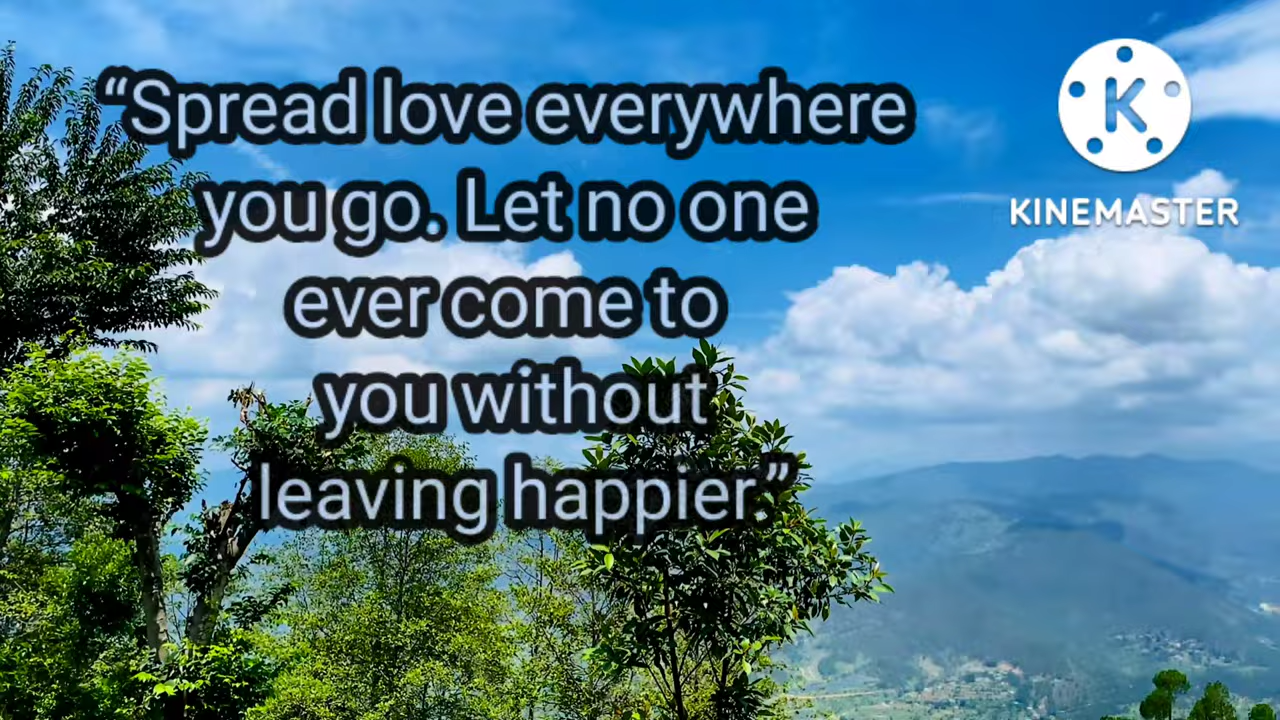 “Spread love everywhere
you go. Let no one
ever come to
you without
leaving happier.”
K
KINEMASTER